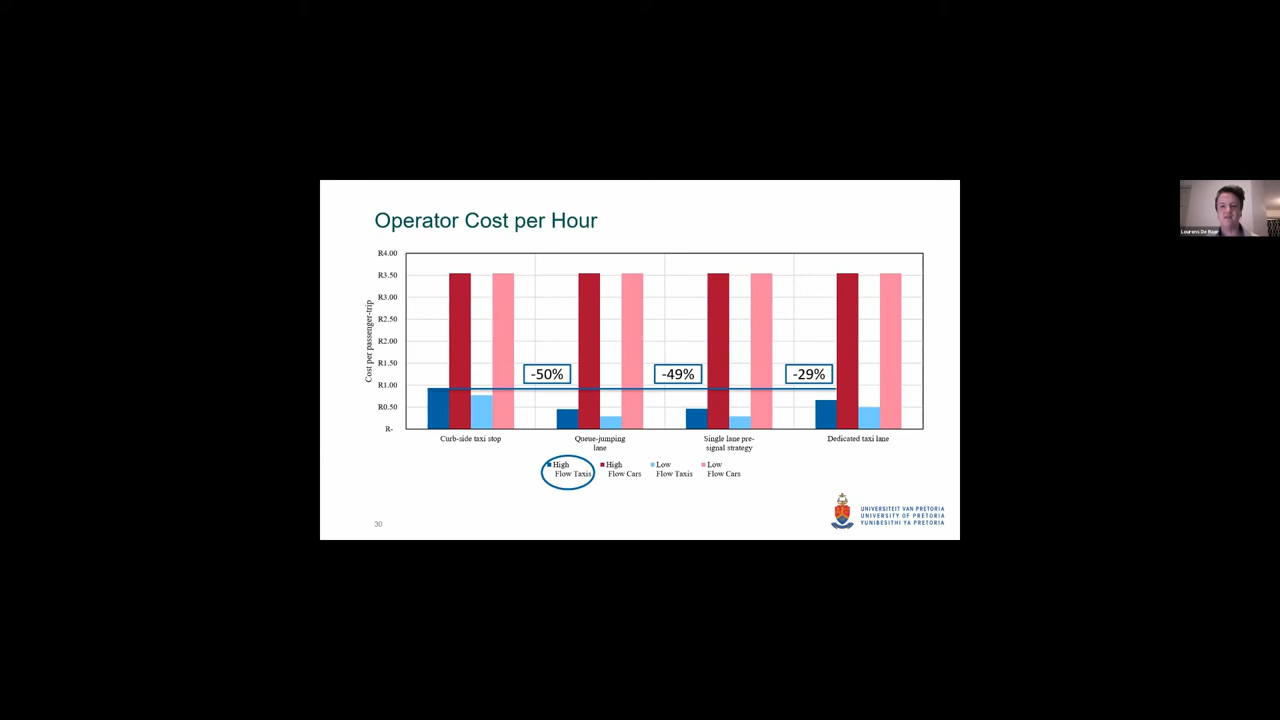 Operator Cost per Hour
Cost per passenger-trip
R4.00
R3.50
R3.00
R2.50
R2.00
R1.50
R1.00
R0.50
R-
-50%
-49%
-29%
Curb-side taxi stop
Queue-jumping
lane
Single lane pre-
signal strategy
Dedicated taxi lane
High
Flow Taxis
High
Flow Cars
Low
Flow Taxis
Low
Flow Cars
30
UNIVERSITEIT VAN PRETORIA
UNIVERSITY OF PRETORIA
YUNIBESITHI YA PRETORIA
Lourens De